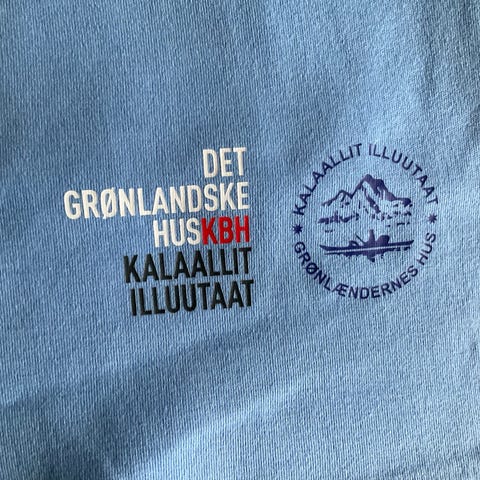 DET
GRØNLANDSKE
HUSKBH
KALAALLIT
ILLUUTAAT
KALAALLIT ILLUUTAAT
GRØNLÆNDERNES HUS